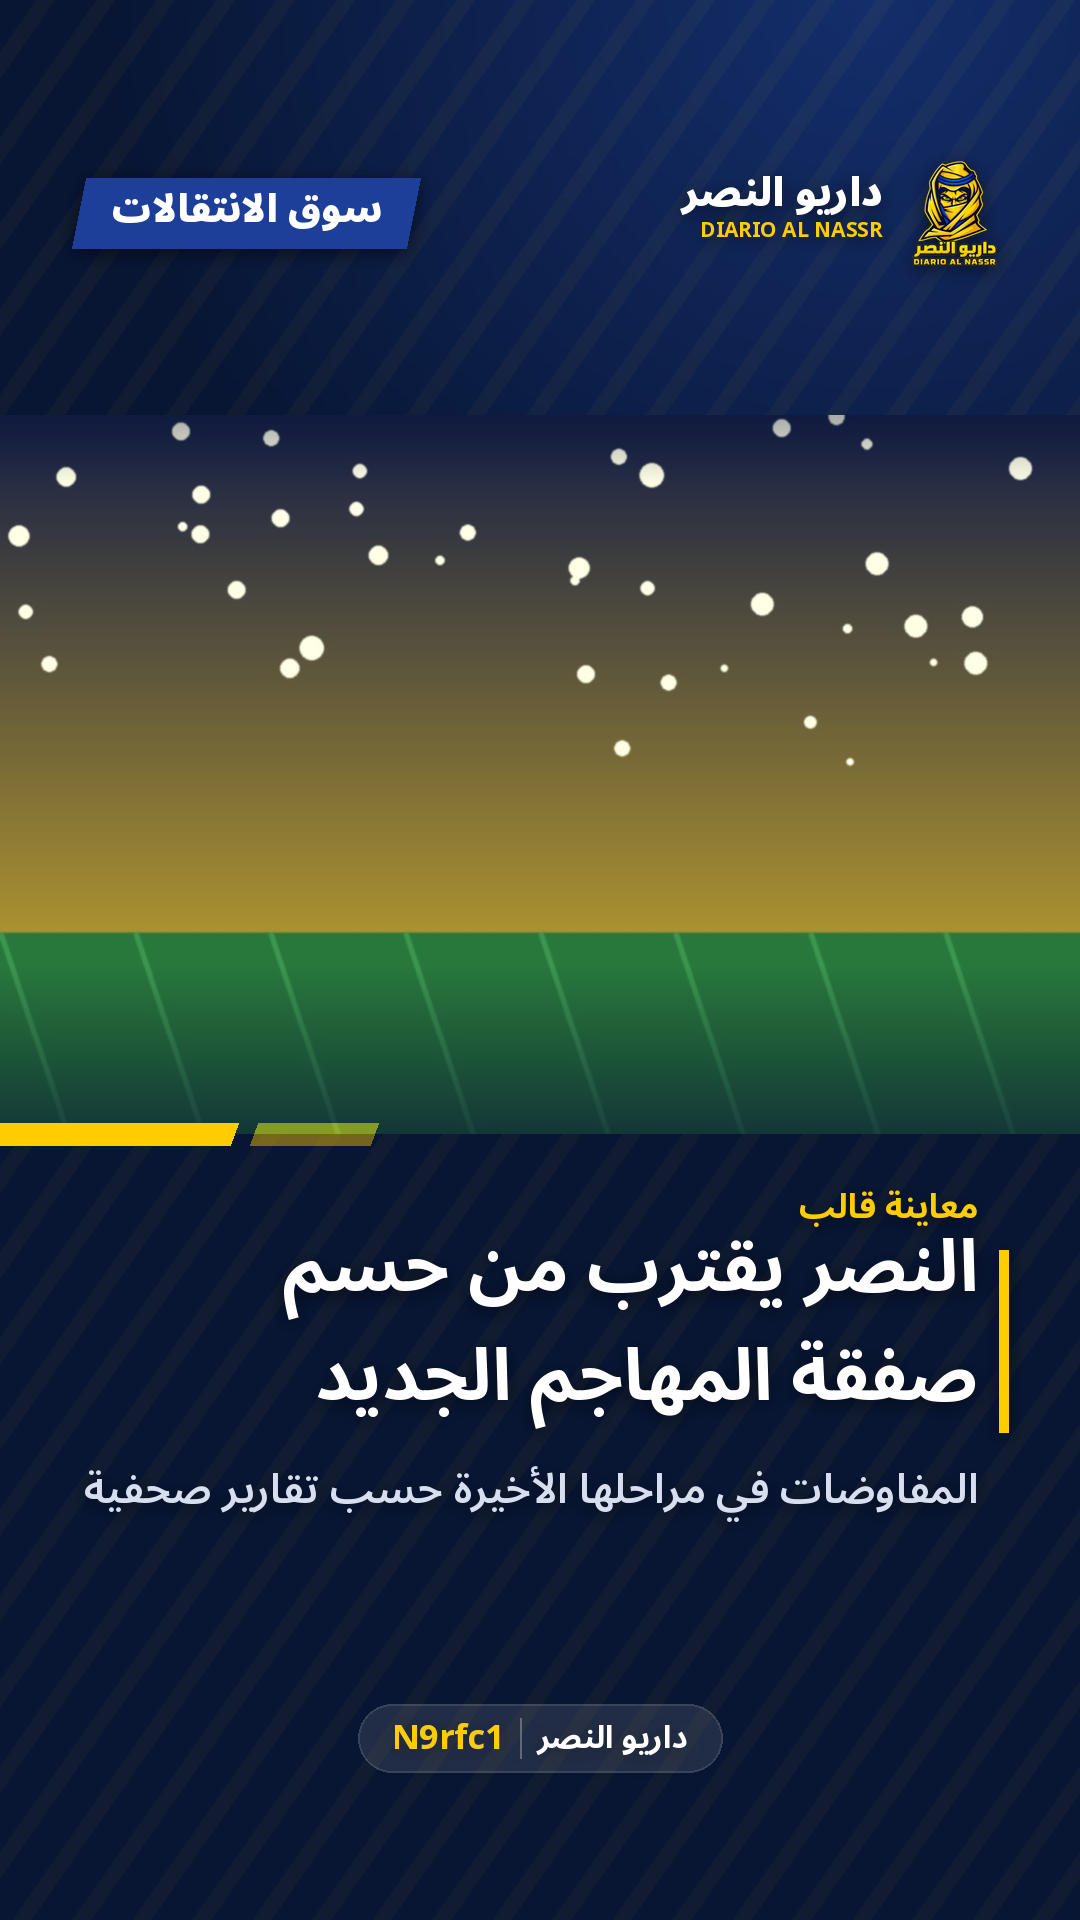 داريو النصر
DIARIO AL NASSR
داريو النصر
DIARIO AL NASSR
سوق الانتقالات
معاينة قالب
النصر يقترب من حسم
صفقة المهاجم الجديد
المفاوضات في مراحلها الأخيرة حسب تقارير صحفية
داريو النصر N9rfc1